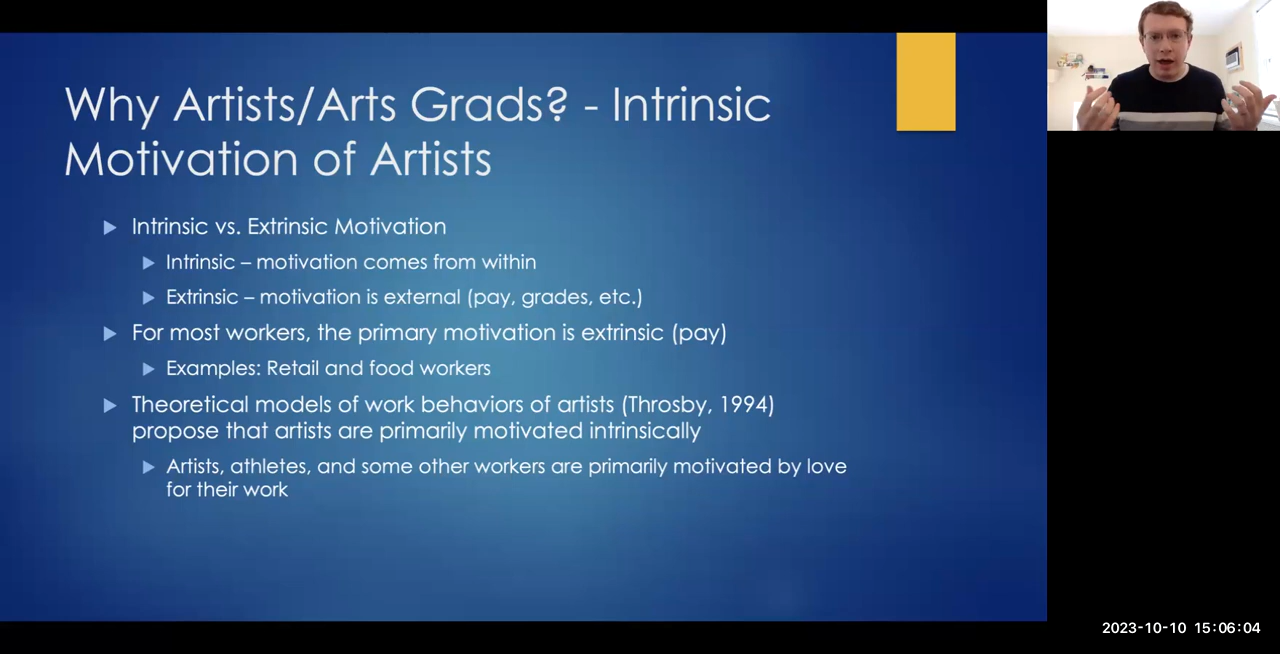 Why Artists/Arts Grads? - Intrinsic
Motivation of Artists
Intrinsic vs. Extrinsic Motivation
Intrinsic – motivation comes from within
Extrinsic – motivation is external (pay, grades, etc.)
For most workers, the primary motivation is extrinsic (pay)
Examples: Retail and food workers
Theoretical models of work behaviors of artists (Throsby, 1994)
propose that artists are primarily motivated intrinsically
Artists, athletes, and some other workers are primarily motivated by love
for their work
2023-10-10 15:06:04